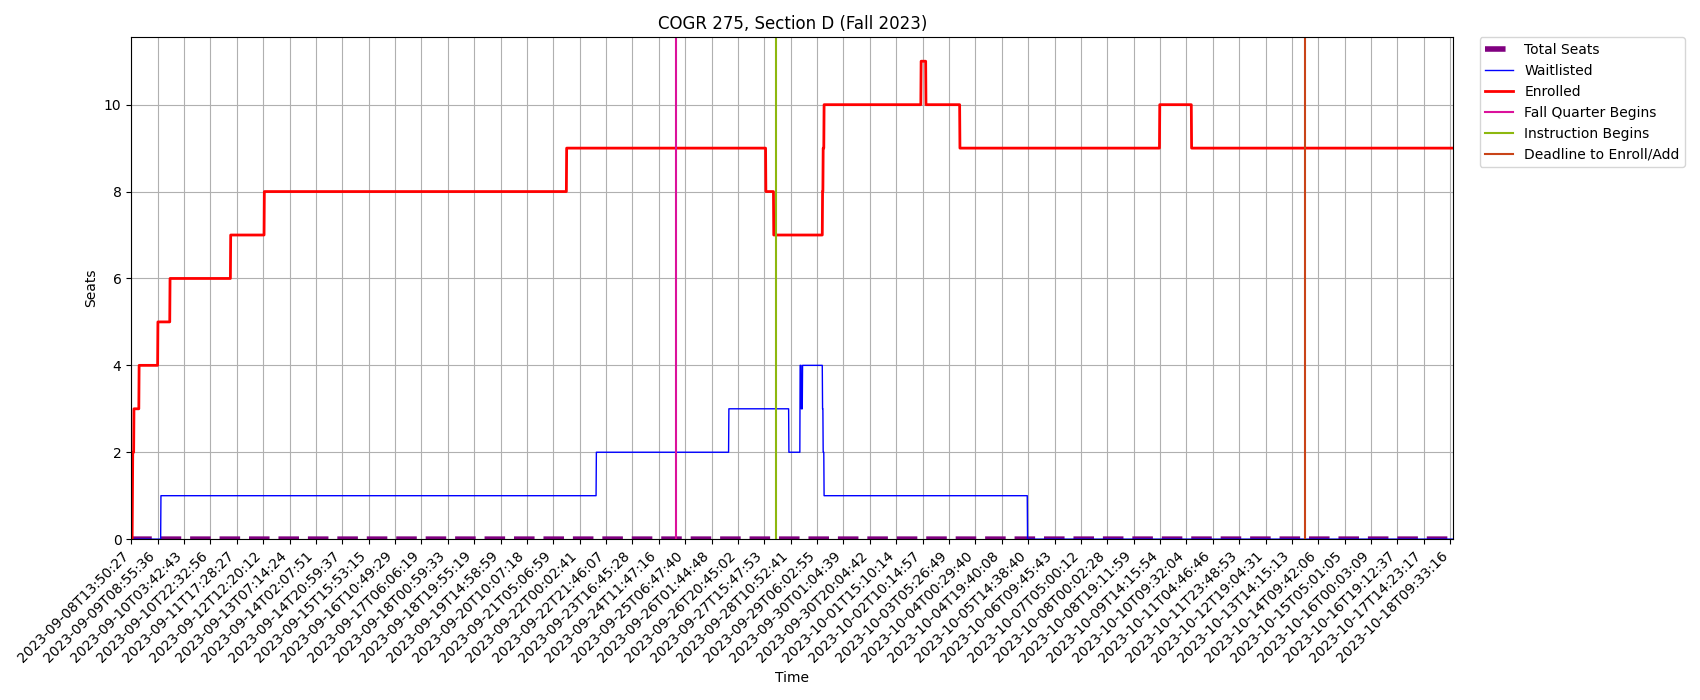 COGR 275, Section D (Fall 2023)
Total Seats
Waitlisted
Enrolled
Fall Quarter Begins
Instruction Begins
Deadline to Enroll/Add
Seats
10
8
6
4
2
0
2023-09-08T13:50:27
2023-09-09T08:55:36
2023-09-10T03:42:43
2023-09-10T22:32:56
2023-09-11T17:28:27
2023-09-12T12:20:12
2023-09-13T07:14:24
2023-09-14T02:07:51
2023-09-14T20:59:37
2023-09-15T15:53:15
2023-09-16T10:49:29
2023-09-17T06:06:19
2023-09-18T00:59:33
2023-09-18T19:55:19
2023-09-19T14:58:59
2023-09-20T10:07:18
2023-09-21T05:06:59
2023-09-22T00:02:41
2023-09-22T21:46:07
2023-09-23T16:45:28
2023-09-24T11:47:16
2023-09-25T06:47:40
2023-09-26T01:44:48
2023-09-26T20:45:02
2023-09-27T15:47:53
2023-09-28T10:52:41
2023-09-29T06:02:55
2023-09-30T01:04:39
2023-09-30T20:04:42
2023-10-01T15:10:14
2023-10-02T10:14:57
2023-10-03T05:26:49
2023-10-04T00:29:40
2023-10-04T19:40:08
2023-10-05T14:38:40
2023-10-06T09:45:43
2023-10-07T05:00:12
2023-10-08T00:02:28
2023-10-08T19:11:59
2023-10-09T14:15:54
2023-10-10T09:32:04
2023-10-11T04:46:46
2023-10-11T23:48:53
2023-10-12T19:04:31
2023-10-13T14:15:13
2023-10-14T09:42:06
2023-10-15T05:01:05
2023-10-16T00:03:09
2023-10-16T19:12:37
2023-10-17T14:23:17
2023-10-18T09:33:16
Time